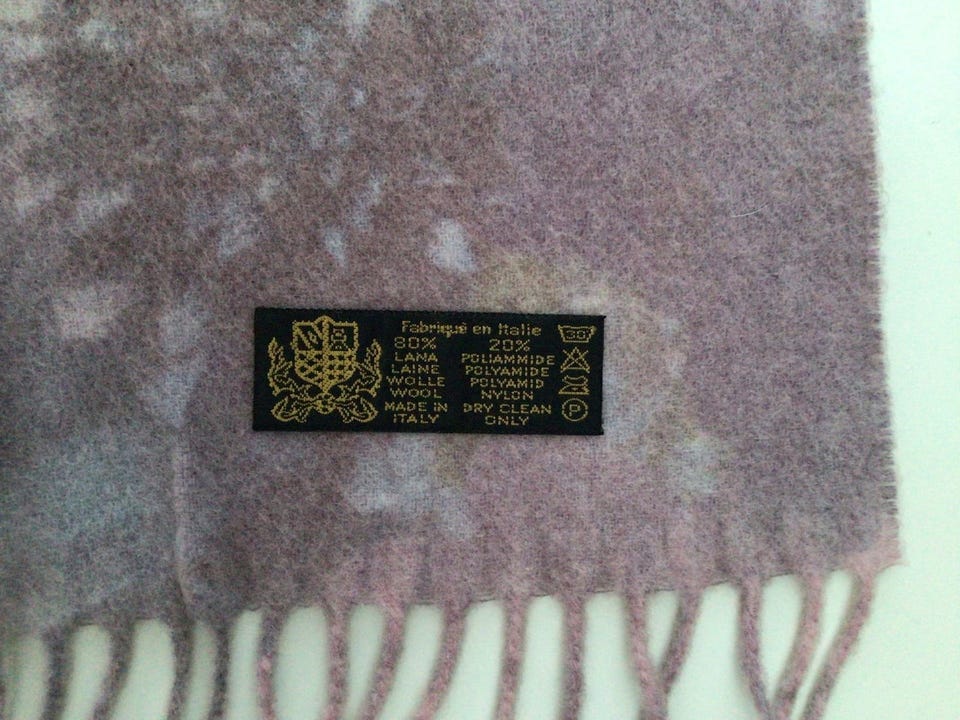 Fabriqué en Italie
80%
LANA
LAINE
WOLLE
WOOL
MADE IN
ITALY
20%
POLIAMMIDE
POLYAMIDE
POLYAMID
NYLON
DRY CLEAN
ONLY
30°
P